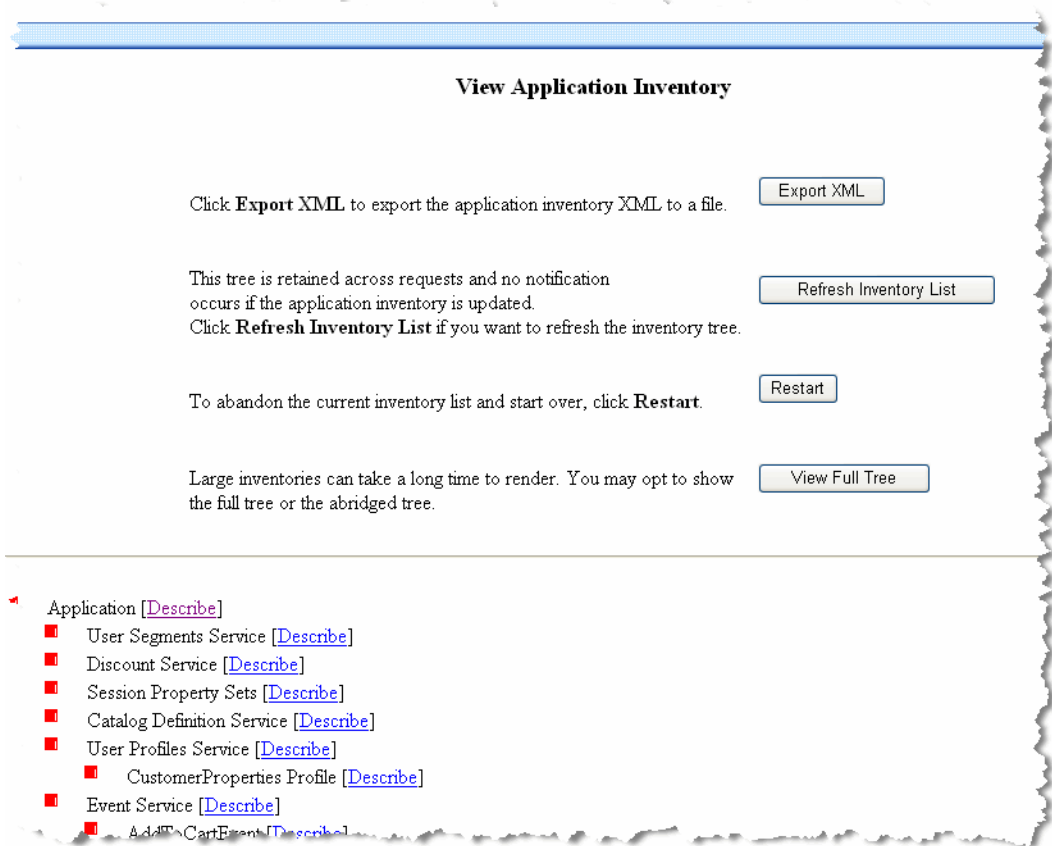 View Application Inventory
Click Export XML to export the application inventory XML to a file.
Export XML
This tree is retained across requests and no notification
occurs if the application inventory is updated.
Click Refresh Inventory List if you want to refresh the inventory tree.
Refresh Inventory List
To abandon the current inventory list and start over, click Restart.
Restart
Large inventories can take a long time to render. You may opt to show
the full tree or the abridged tree.
View Full Tree
Application [Describe]
User Segments Service [Describe]
Discount Service [Describe]
Session Property Sets [Describe]
Catalog Definition Service [Describe]
User Profiles Service [Describe]
CustomerProperties Profile [Describe]
Event Service [Describe]
AddToCartEvent [Describe]